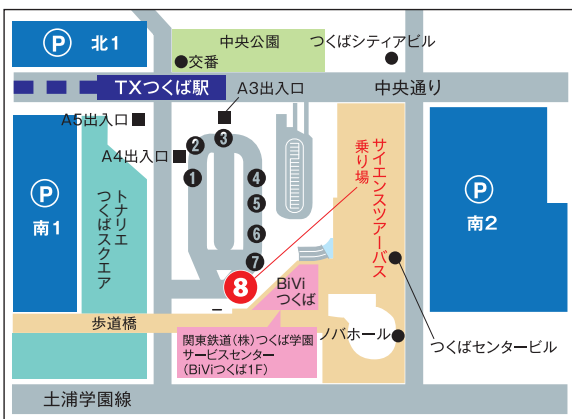 P 北1
中央公園
つくばシティアビル
交番
TXつくば駅
A3出入口
中央通り
A5出入口
A4出入口
1
2
3
4
5
6
7
8
サイエンスツアーバス
乗り場
P
南1
トナリエ
つくばスクエア
P
南2
BiVi
つくば
歩道橋
関東鉄道(株)つくば学園
サービスセンター
(BiViつくば1F)
ノバホール
つくばセンタービル
土浦学園線